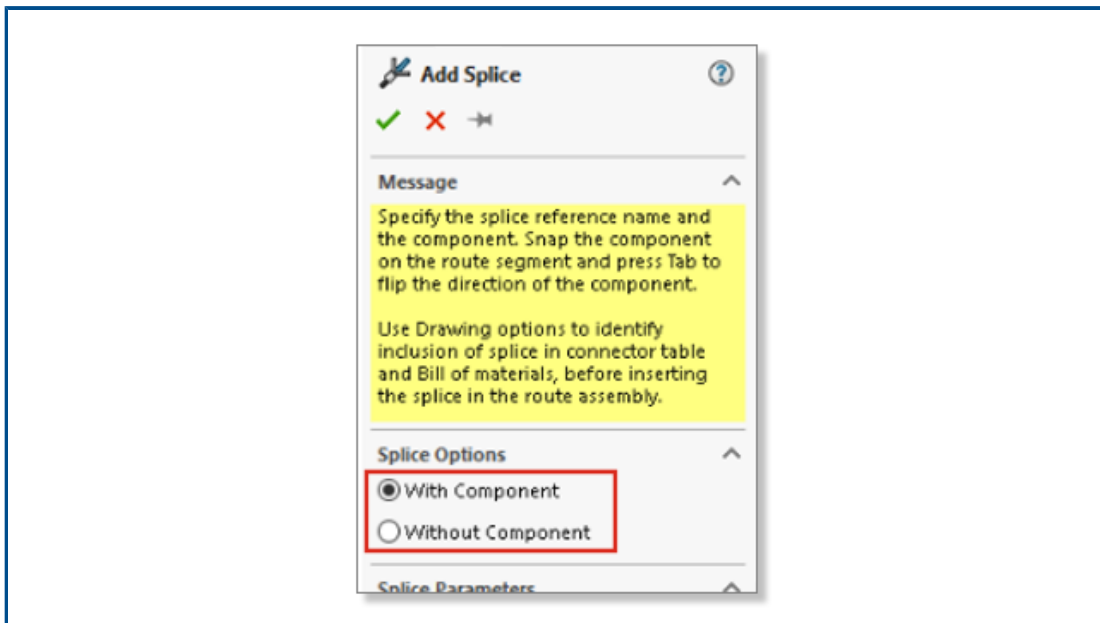 Add Splice
Message
Specify the splice reference name and
the component. Snap the component
on the route segment and press Tab to
flip the direction of the component.
Use Drawing options to identify
inclusion of splice in connector table
and Bill of materials, before inserting
the splice in the route assembly.
Splice Options
With Component
Without Component
Splice Parameters